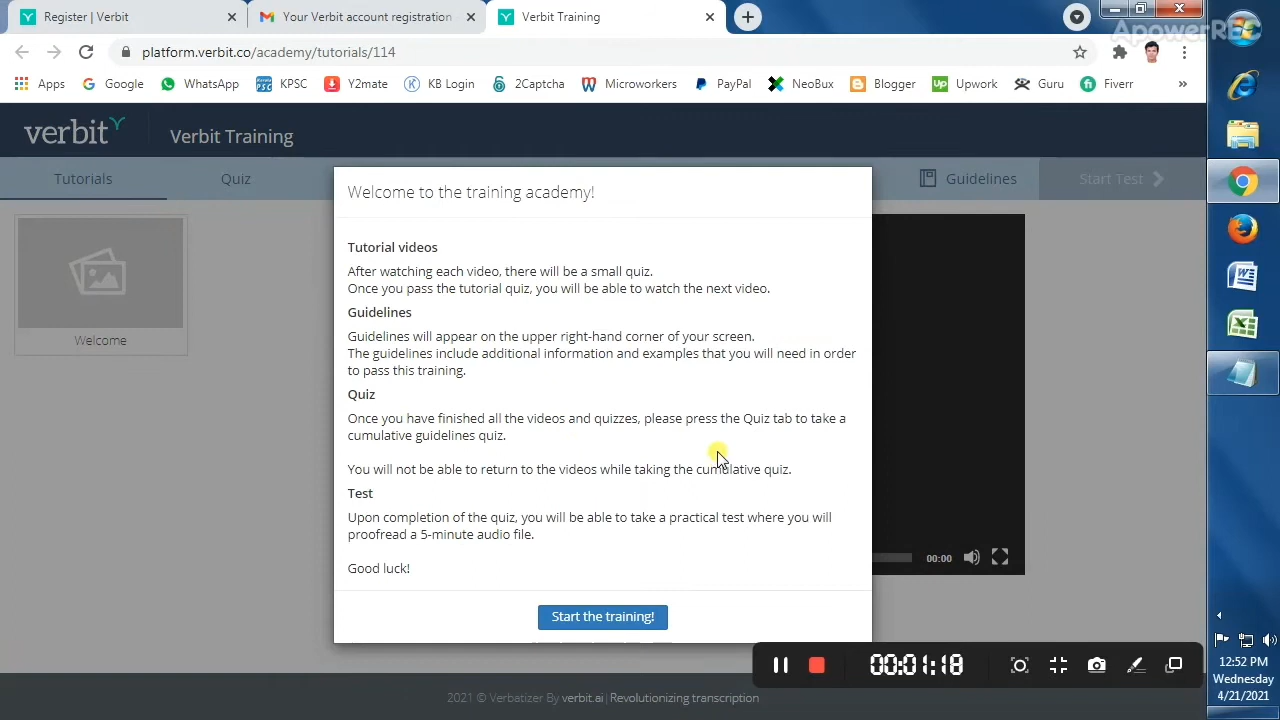 Register | Verbit
Your Verbit account registration
Verbit Training
ApowerREC
platform.verbit.co/academy/tutorials/114
Apps
Google
WhatsApp
KPSC
Y2mate
KB Login
2Captcha
Microworkers
PayPal
NeoBux
Blogger
Upwork
Guru
Fiverr
»
verbit
Verbit Training
Tutorials
Quiz
Guidelines
Start Test
Welcome to the training academy!
Tutorial videos
After watching each video, there will be a small quiz.
Once you pass the tutorial quiz, you will be able to watch the next video.
Guidelines
Guidelines will appear on the upper right-hand corner of your screen.
The guidelines include additional information and examples that you will need in order
to pass this training.
Quiz
Once you have finished all the videos and quizzes, please press the Quiz tab to take a
cumulative guidelines quiz.
You will not be able to return to the videos while taking the cumulative quiz.
Test
Upon completion of the quiz, you will be able to take a practical test where you will
proofread a 5-minute audio file.
Good luck!
Start the training!
Welcome
00:00
00:01:18
2021 © Verbatizer By verbit.ai | Revolutionizing transcription
12:52 PM
Wednesday
4/21/2021